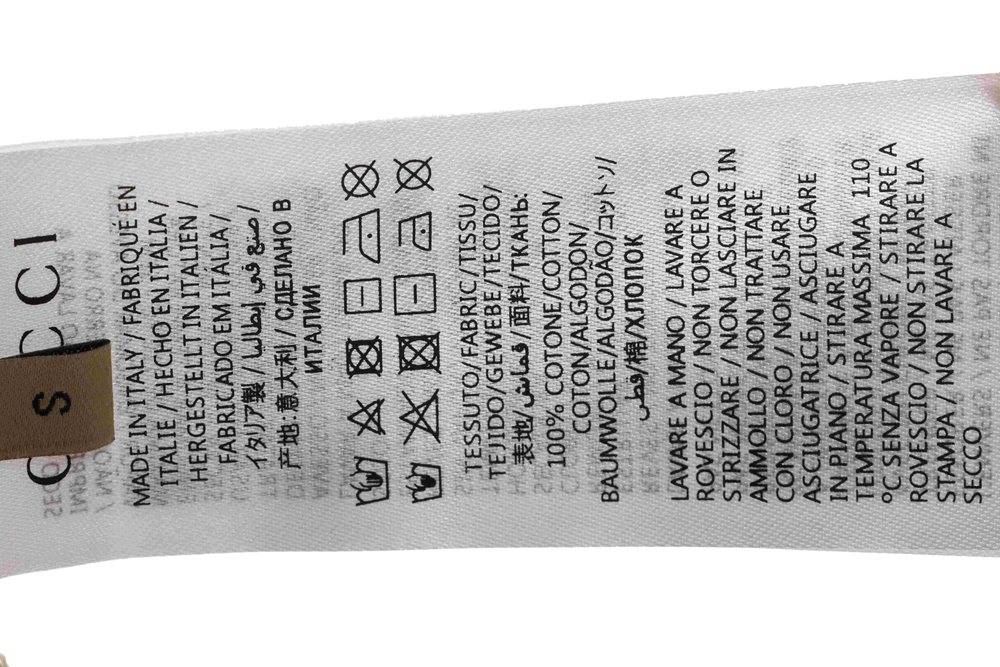 S
CCI
MADE IN ITALY / FABRIQUÉ EN
ITALIE / HECHO EN ITALIA /
HERGESTELLT IN ITALIEN /
FABRICADO EM ITÁLIA /
イタリア製 / صنع في إيطاليا /
产地:意大利 / СДЕЛАНО В
ИТАЛИИ
TESSUTO/FABRIC/TISSU/
TEJIDO/GEWEBE/TECIDO/
表地/قماش/面料/ТКАНЬ:
100% COTONE/COTTON/
COTON/ALGODON/
BAUMWOLLE/ALGODÃO/コットン/
قطن/棉/ХЛОПОК
LAVARE A MANO / LAVARE A
ROVESCIO / NON TORCERE O
STRIZZARE / NON LASCIARE IN
AMMOLLO / NON TRATTARE
CON CLORO / NON USARE
ASCIUGATRICE / ASCIUGARE
IN PIANO / STIRARE A
TEMPERATURA MASSIMA 110
°C SENZA VAPORE / STIRARE A
ROVESCIO / NON STIRARE LA
STAMPA / NON LAVARE A
SECCO